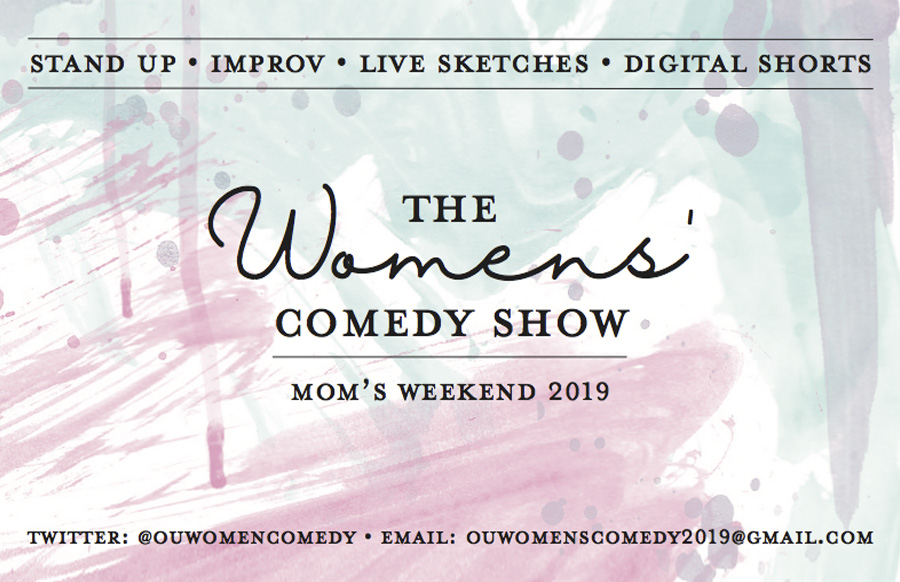 STAND UP • IMPROV • LIVE SKETCHES • DIGITAL SHORTS
THE
Womens'
COMEDY SHOW
MOM'S WEEKEND 2019
TWITTER: @OUWOMENCOMEDY • EMAIL: OUWOMENSCOMEDY2019@GMAIL.COM